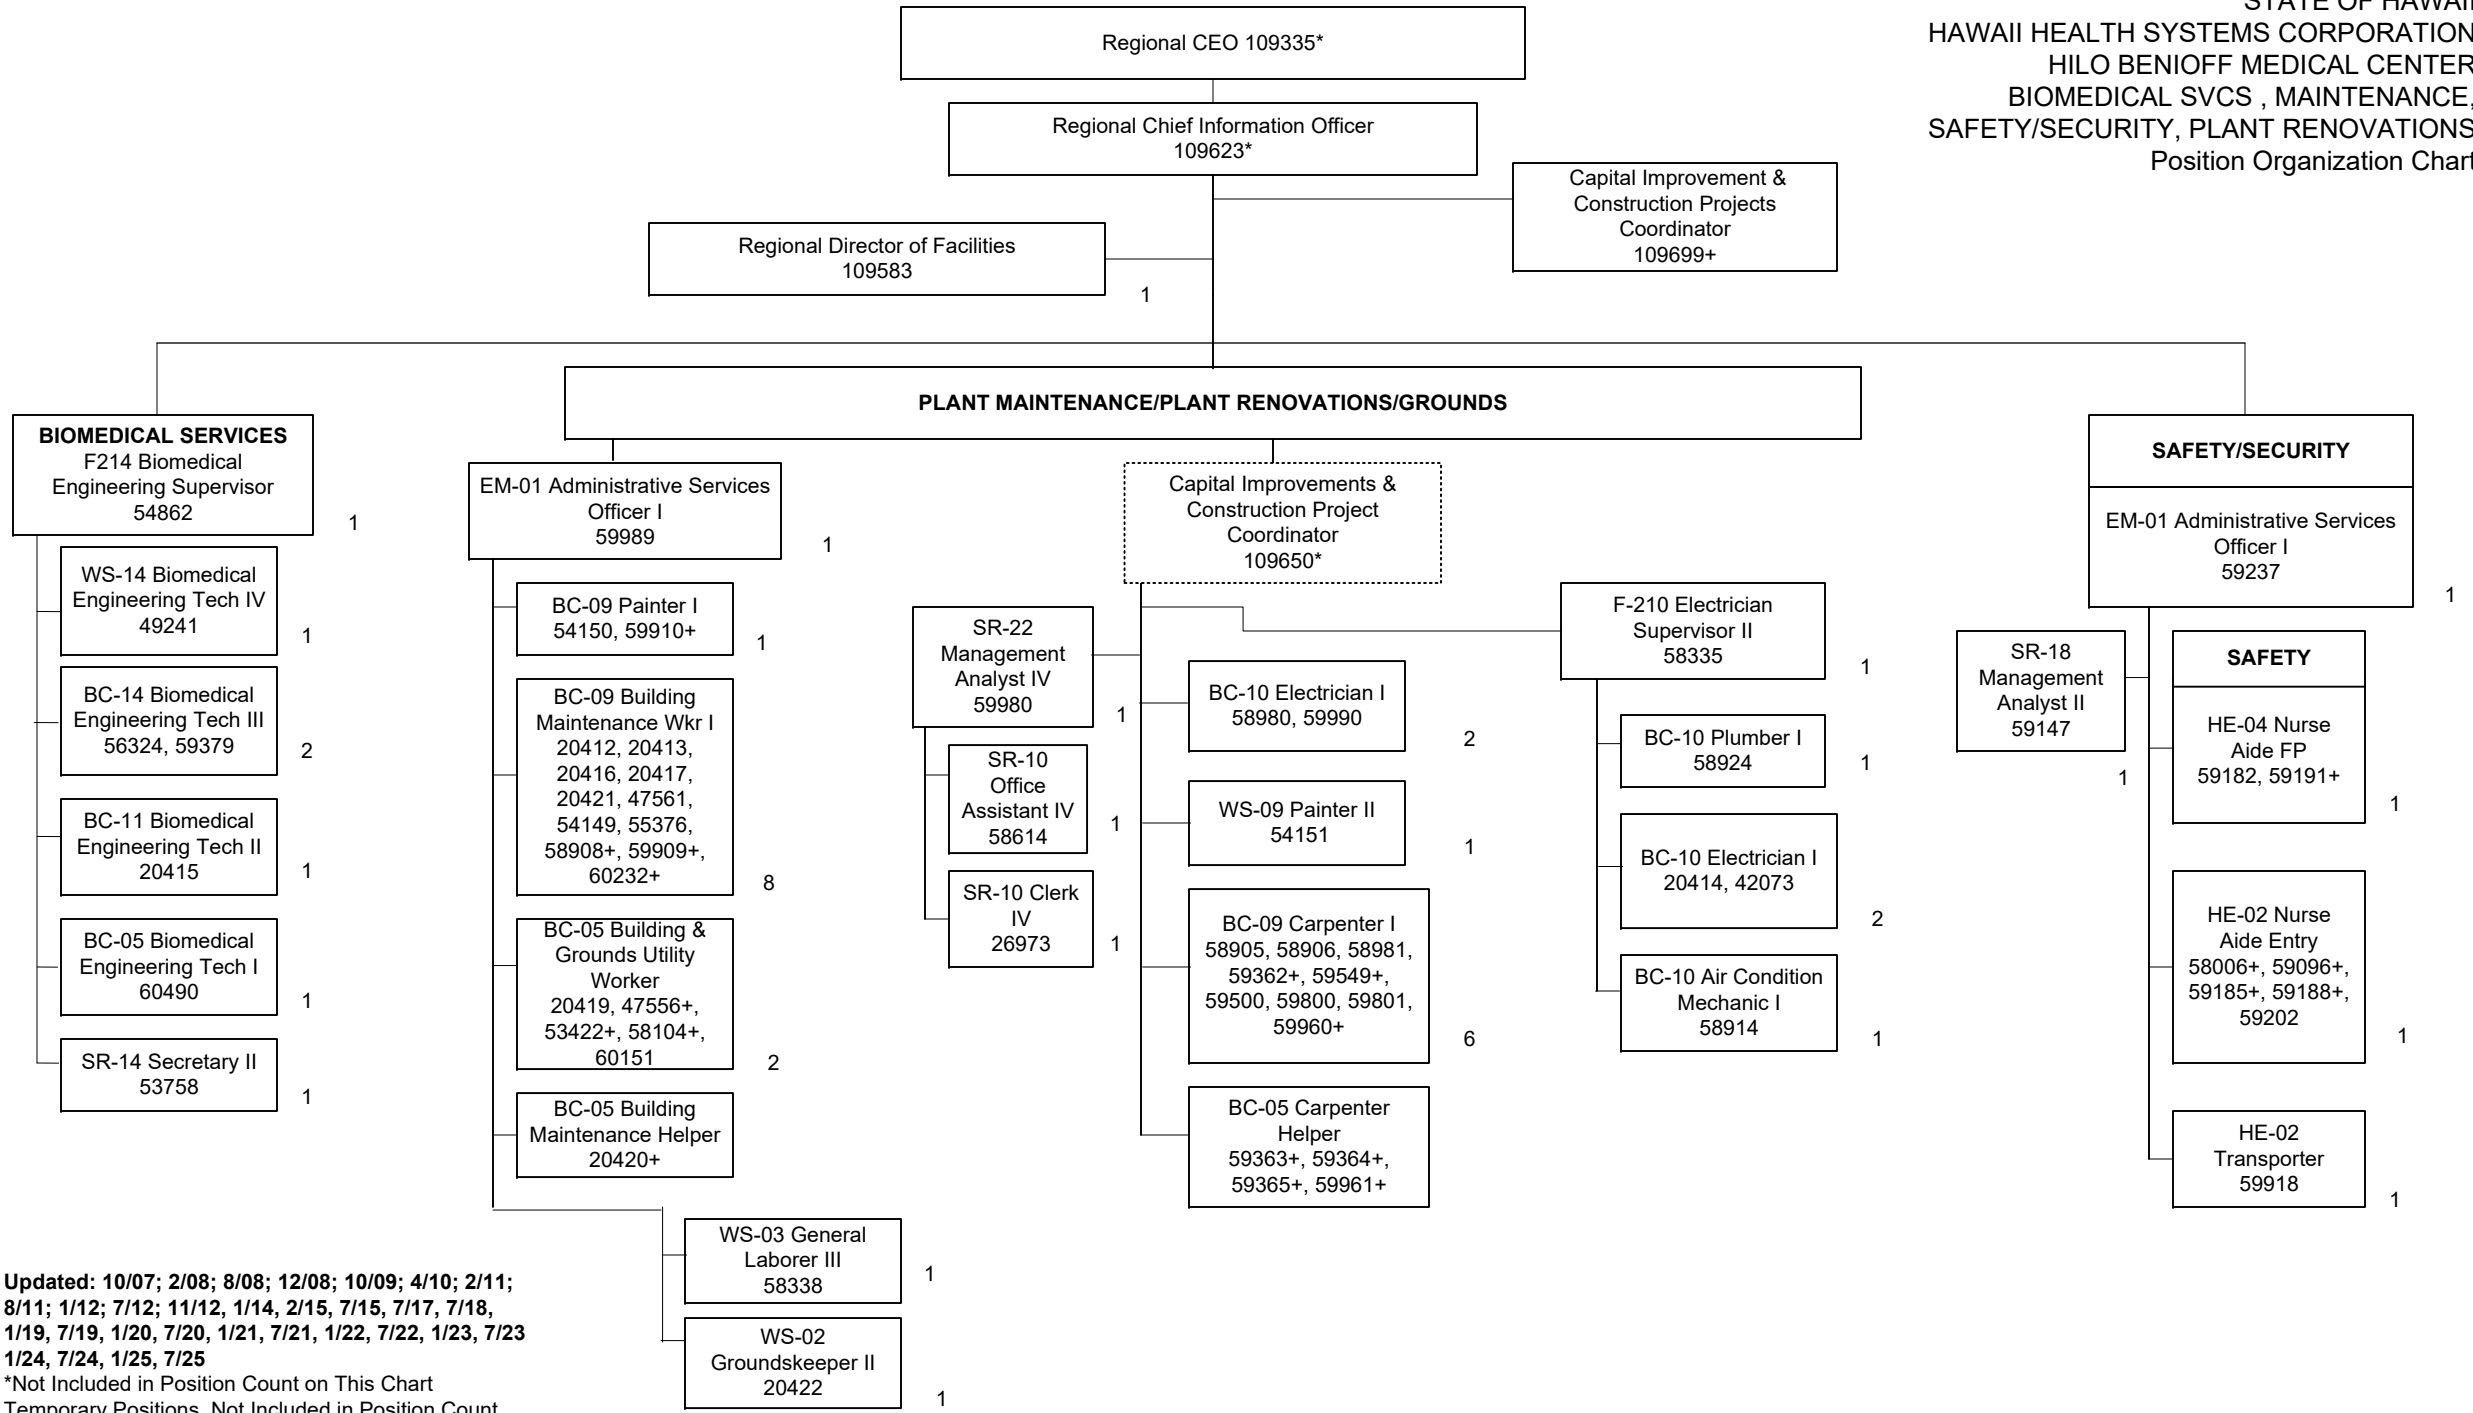 STATE OF HAWAII
HAWAII HEALTH SYSTEMS CORPORATION
HILO BENIOFF MEDICAL CENTER
BIOMEDICAL SVCS , MAINTENANCE,
SAFETY/SECURITY, PLANT RENOVATIONS
Position Organization Chart
Regional CEO 109335*
Regional Chief Information Officer
109623*
Capital Improvement &
Construction Projects
Coordinator
109699+
Regional Director of Facilities
109583
1
PLANT MAINTENANCE/PLANT RENOVATIONS/GROUNDS
BIOMEDICAL SERVICES
F214 Biomedical
Engineering Supervisor
54862
1
WS-14 Biomedical
Engineering Tech IV
49241
1
BC-14 Biomedical
Engineering Tech III
56324, 59379
2
BC-11 Biomedical
Engineering Tech II
20415
1
BC-05 Biomedical
Engineering Tech I
60490
1
SR-14 Secretary II
53758
1
EM-01 Administrative Services
Officer I
59989
1
BC-09 Painter I
54150, 59910+
1
BC-09 Building
Maintenance Wkr I
20412, 20413,
20416, 20417,
20421, 47561,
54149, 55376,
58908+, 59909+,
60232+
8
BC-05 Building &
Grounds Utility
Worker
20419, 47556+,
53422+, 58104+,
60151
2
BC-05 Building
Maintenance Helper
20420+
WS-03 General
Laborer III
58338
1
WS-02
Groundskeeper II
20422
1
Capital Improvements &
Construction Project
Coordinator
109650*
SR-22
Management
Analyst IV
59980
1
SR-10
Office
Assistant IV
58614
1
SR-10 Clerk
IV
26973
1
BC-10 Electrician I
58980, 59990
2
WS-09 Painter II
54151
1
BC-09 Carpenter I
58905, 58906, 58981,
59362+, 59549+,
59500, 59800, 59801,
59960+
6
BC-05 Carpenter
Helper
59363+, 59364+,
59365+, 59961+
F-210 Electrician
Supervisor II
58335
1
BC-10 Plumber I
58924
1
BC-10 Electrician I
20414, 42073
2
BC-10 Air Condition
Mechanic I
58914
1
SAFETY/SECURITY
EM-01 Administrative Services
Officer I
59237
1
SR-18
Management
Analyst II
59147
1
SAFETY
HE-04 Nurse
Aide FP
59182, 59191+
1
HE-02 Nurse
Aide Entry
58006+, 59096+,
59185+, 59188+,
59202
1
HE-02
Transporter
59918
1
Updated: 10/07; 2/08; 8/08; 12/08; 10/09; 4/10; 2/11;
8/11; 1/12; 7/12; 11/12, 1/14, 2/15, 7/15, 7/17, 7/18,
1/19, 7/19, 1/20, 7/20, 1/21, 7/21, 1/22, 7/22, 1/23, 7/23
1/24, 7/24, 1/25, 7/25
*Not Included in Position Count on This Chart
Temporary Positions, Not Included in Position Count